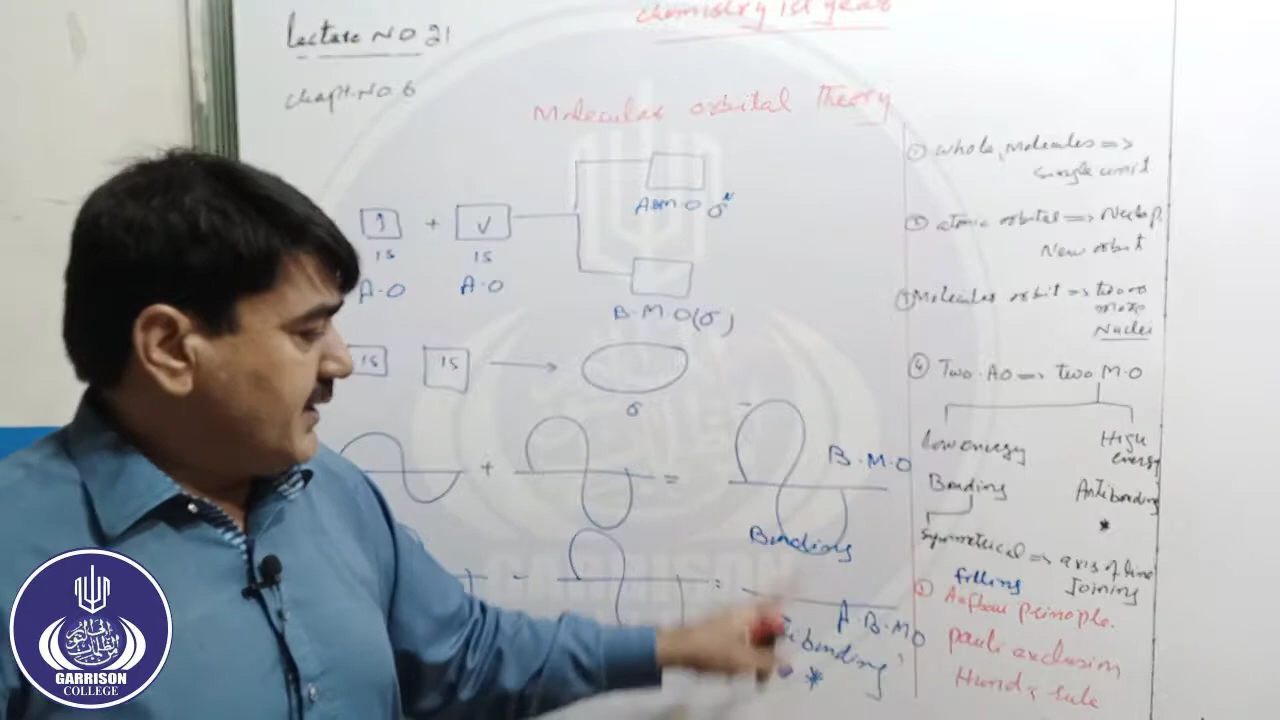 Lecture NO 21
chemistry 1st year
chapt. NO 6
Molecular orbital Theory
1s + 1s
A.O A.O
ABMO σ*
B.M.O(σ)
1s 1s
σ
+ =
B.M.O
Bonding
- =
A.B.M.O
bonding
*
① whole Molecules =>
single unit
② atomic orbital =>
New orbit
③ Molecular orbit => two or
more
Nuclei
④ Two.AO => two M.O
Low energy
High
energy
Bonding
Antibonding
*
Symmetrical => axis of line
Joining
filling
Aufbau principle.
pauli exclusion
Hund's rule
GARRISON
COLLEGE